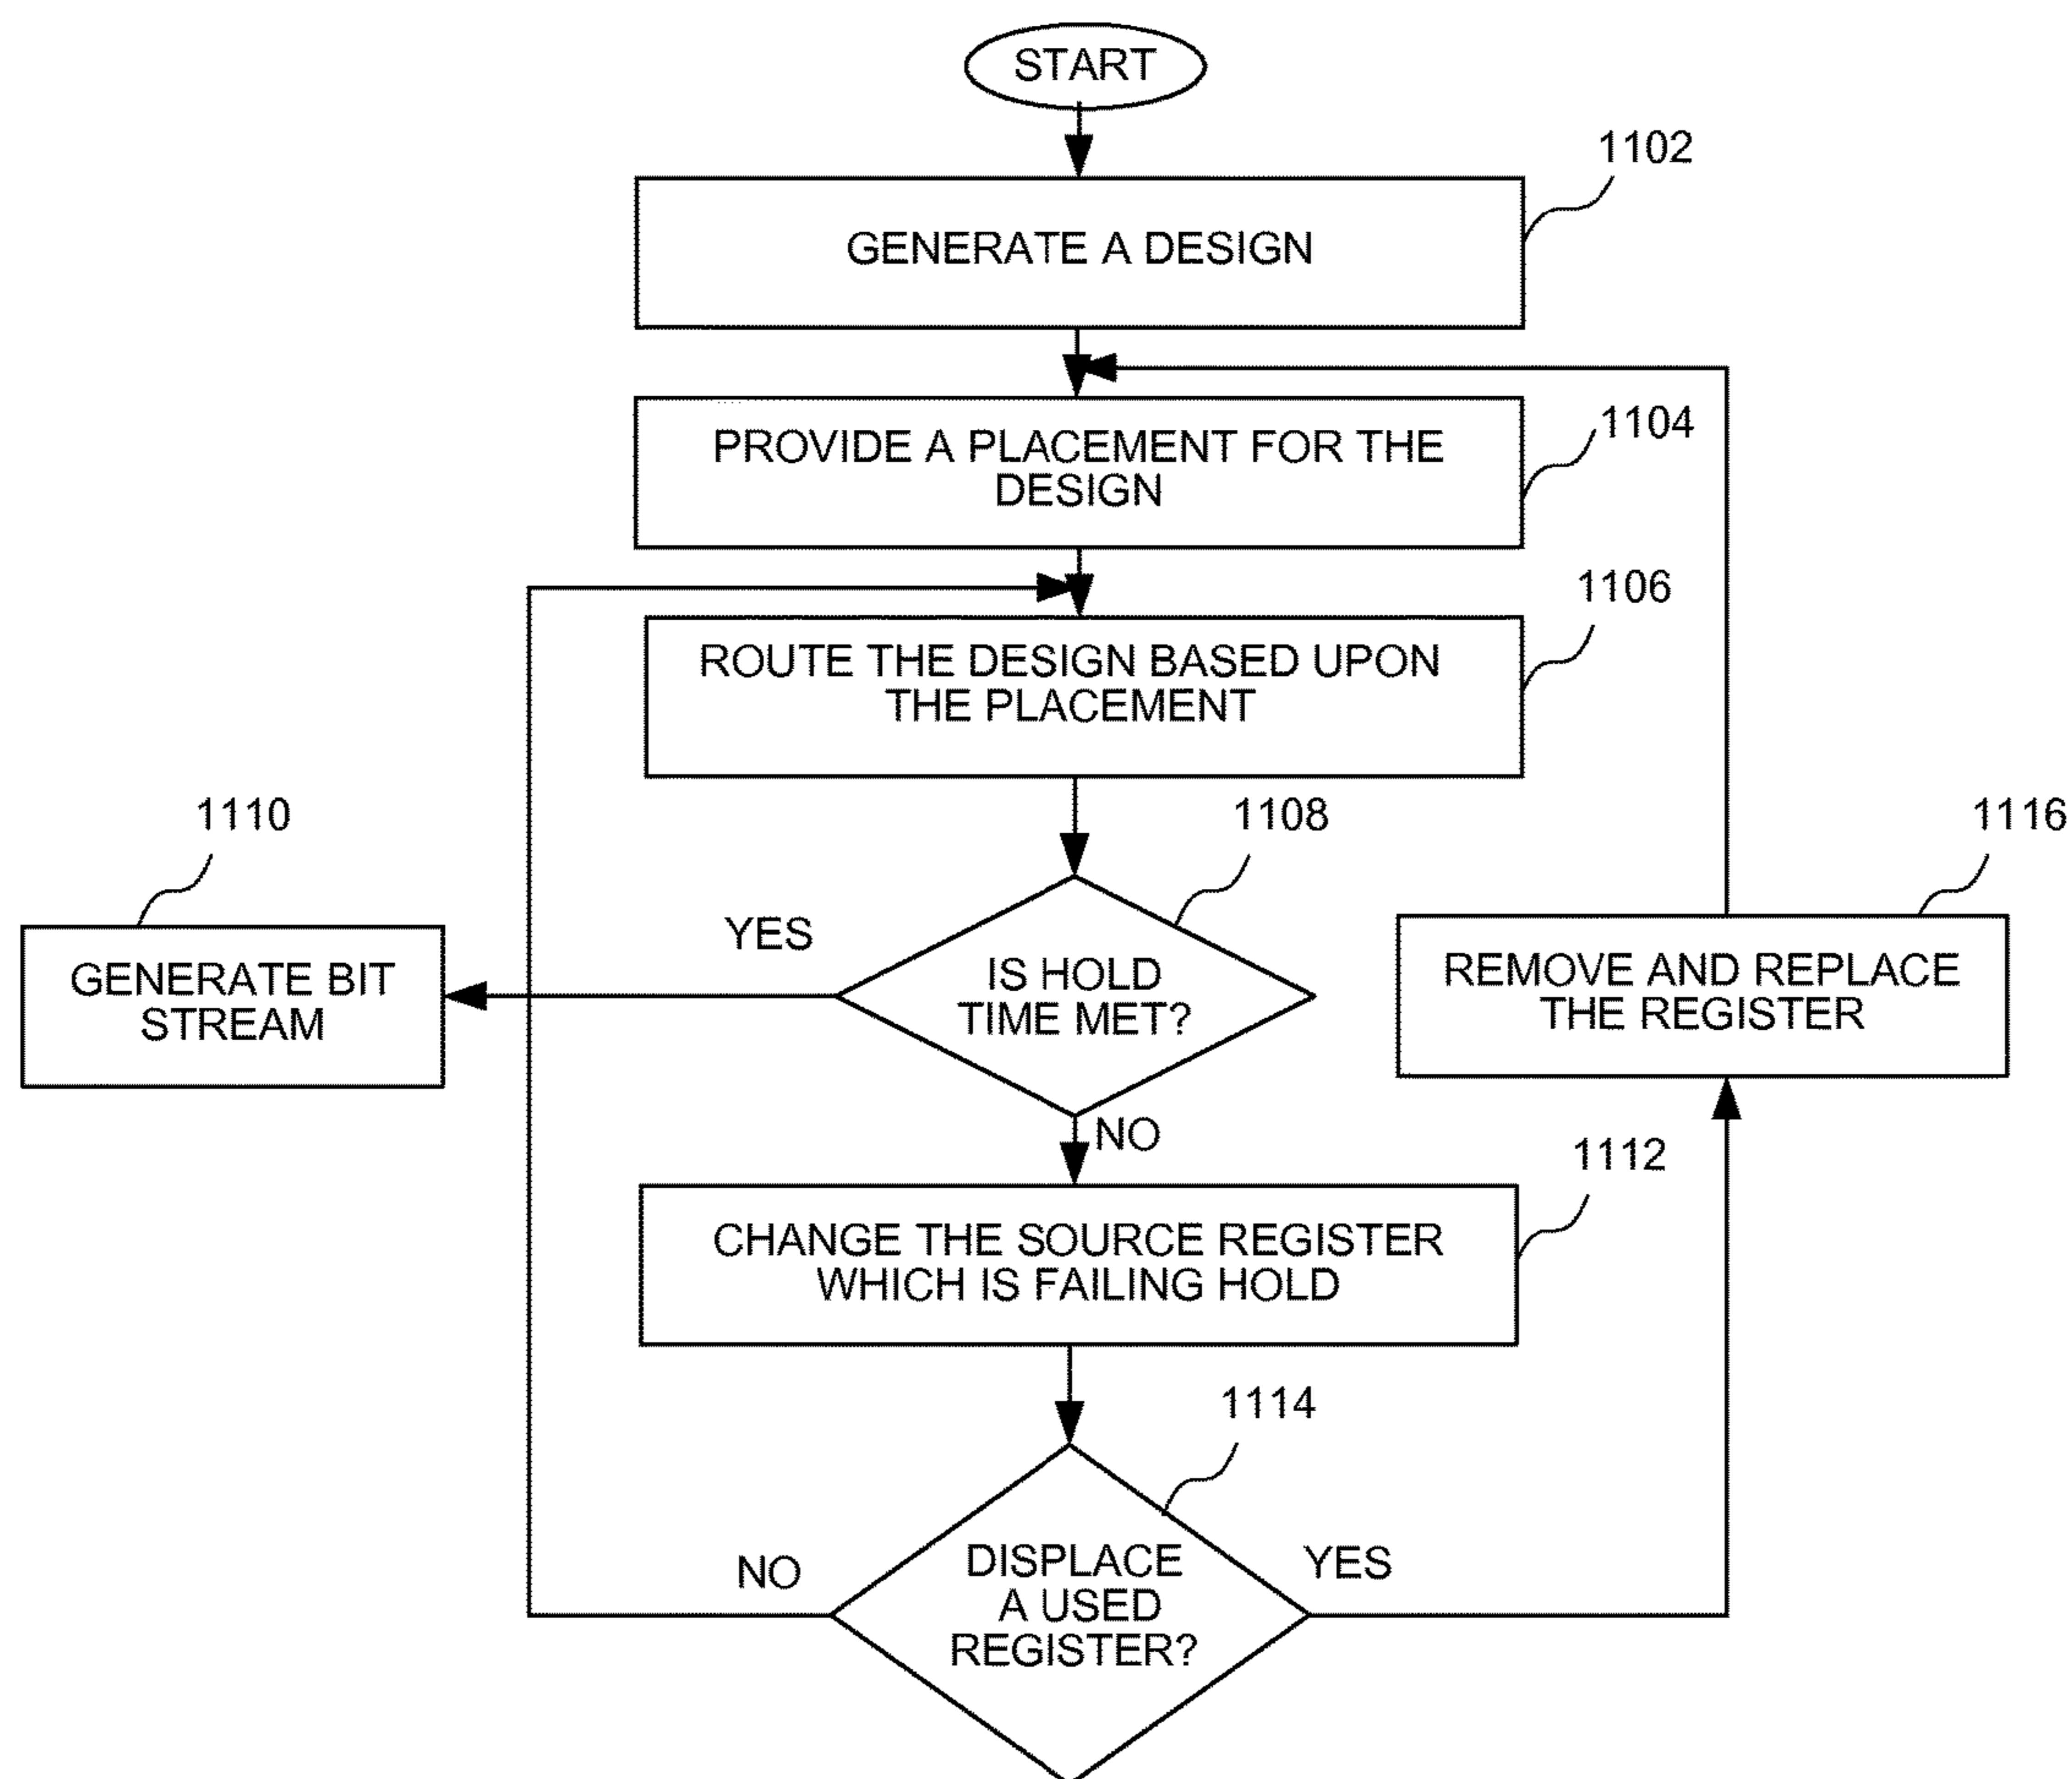 START
1102
GENERATE A DESIGN
1104
PROVIDE A PLACEMENT FOR THE
DESIGN
1106
ROUTE THE DESIGN BASED UPON
THE PLACEMENT
1108
1110
1116
YES
IS HOLD
TIME MET?
GENERATE BIT
STREAM
REMOVE AND REPLACE
THE REGISTER
NO
1112
CHANGE THE SOURCE REGISTER
WHICH IS FAILING HOLD
1114
NO
DISPLACE
A USED
REGISTER?
YES